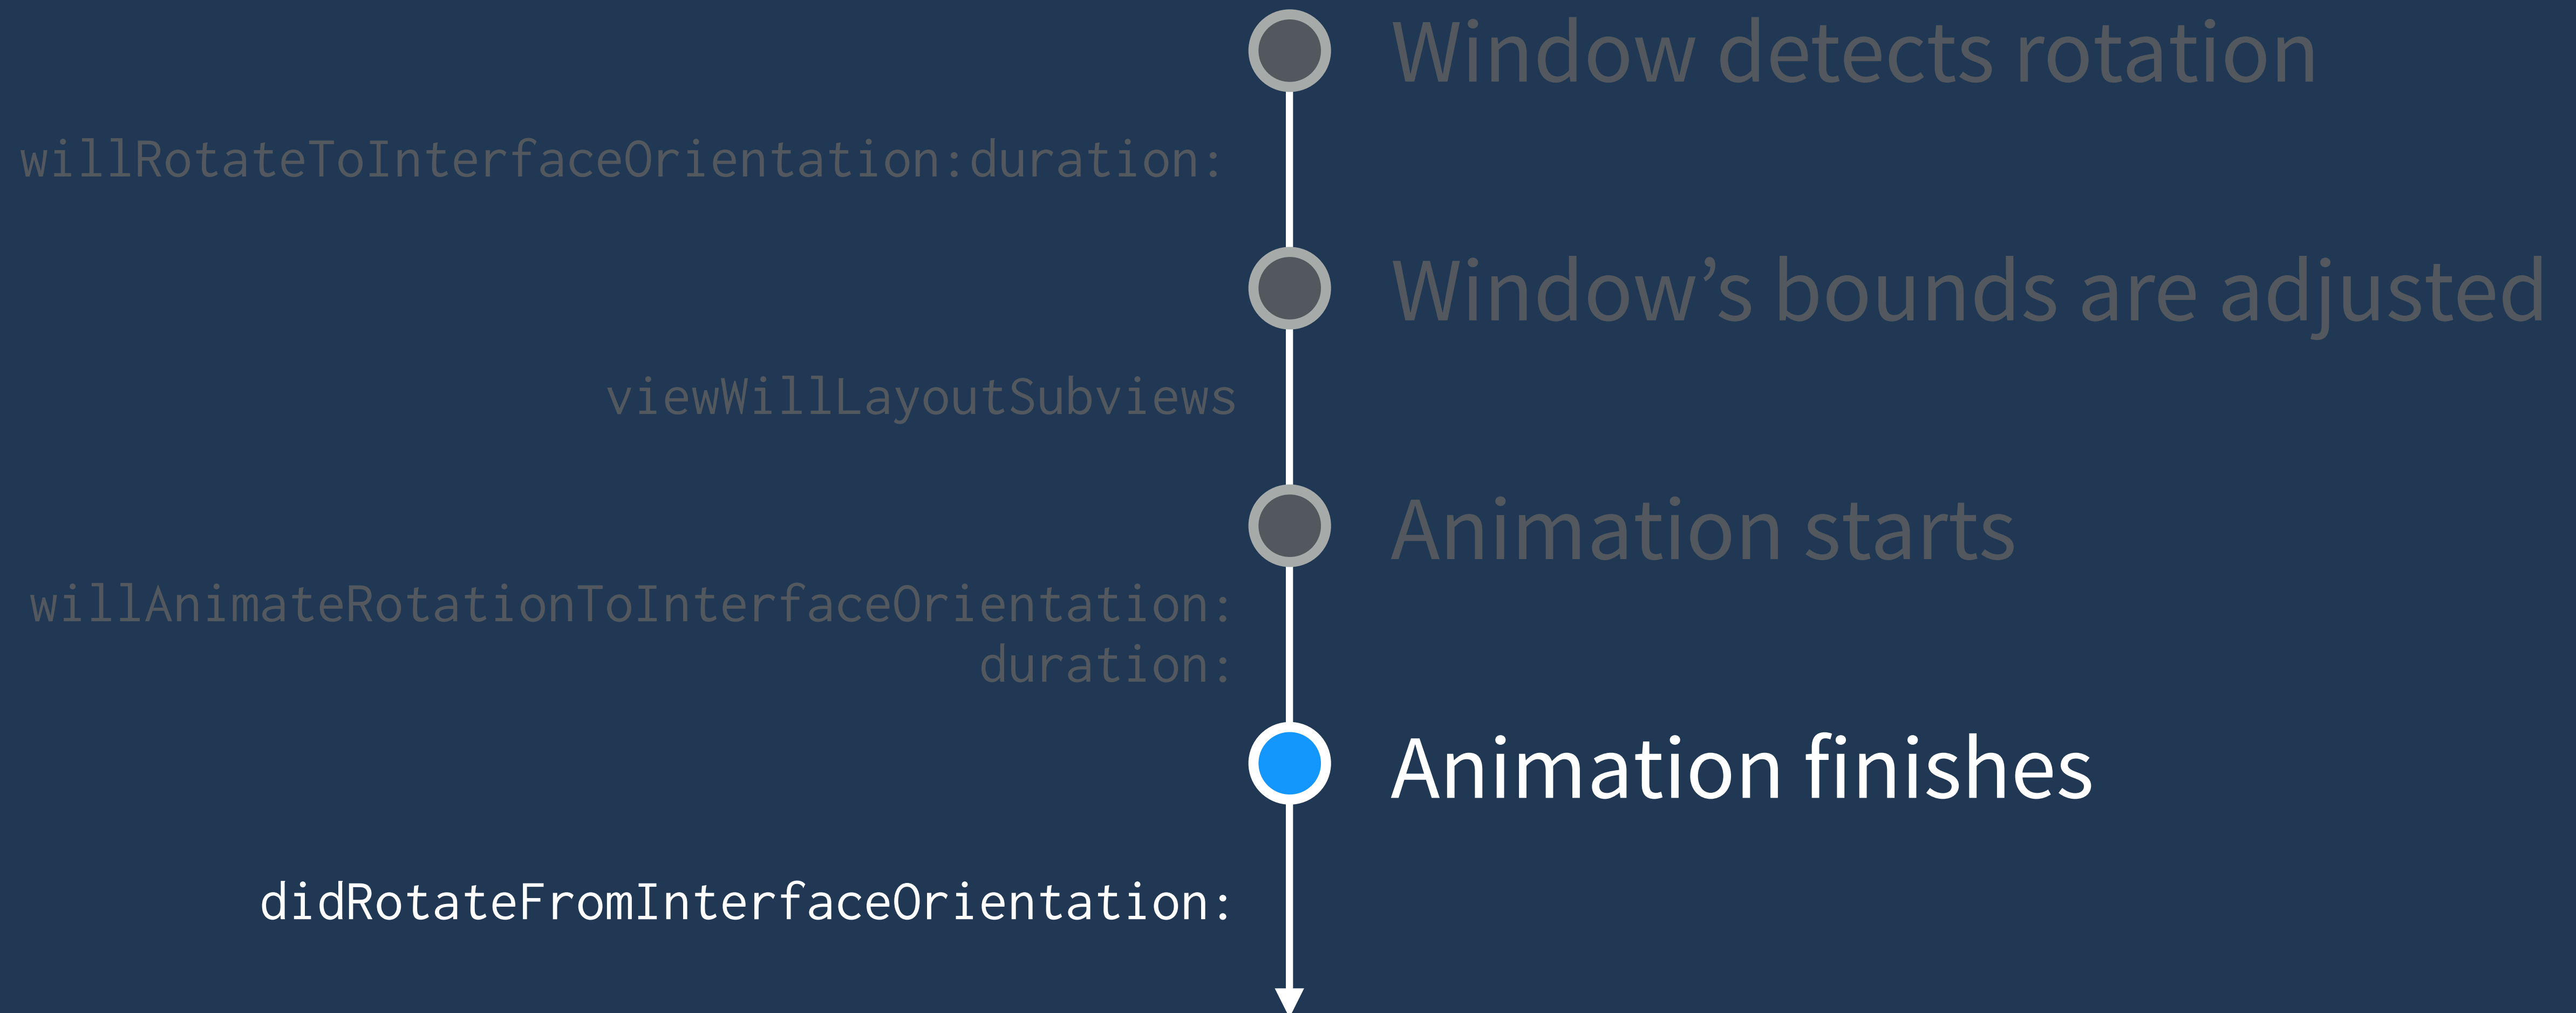 Window detects rotation
willRotateToInterfaceOrientation:duration:
Window’s bounds are adjusted
viewWillLayoutSubviews
Animation starts
willAnimateRotationToInterfaceOrientation:
duration:
Animation finishes
didRotateFromInterfaceOrientation: